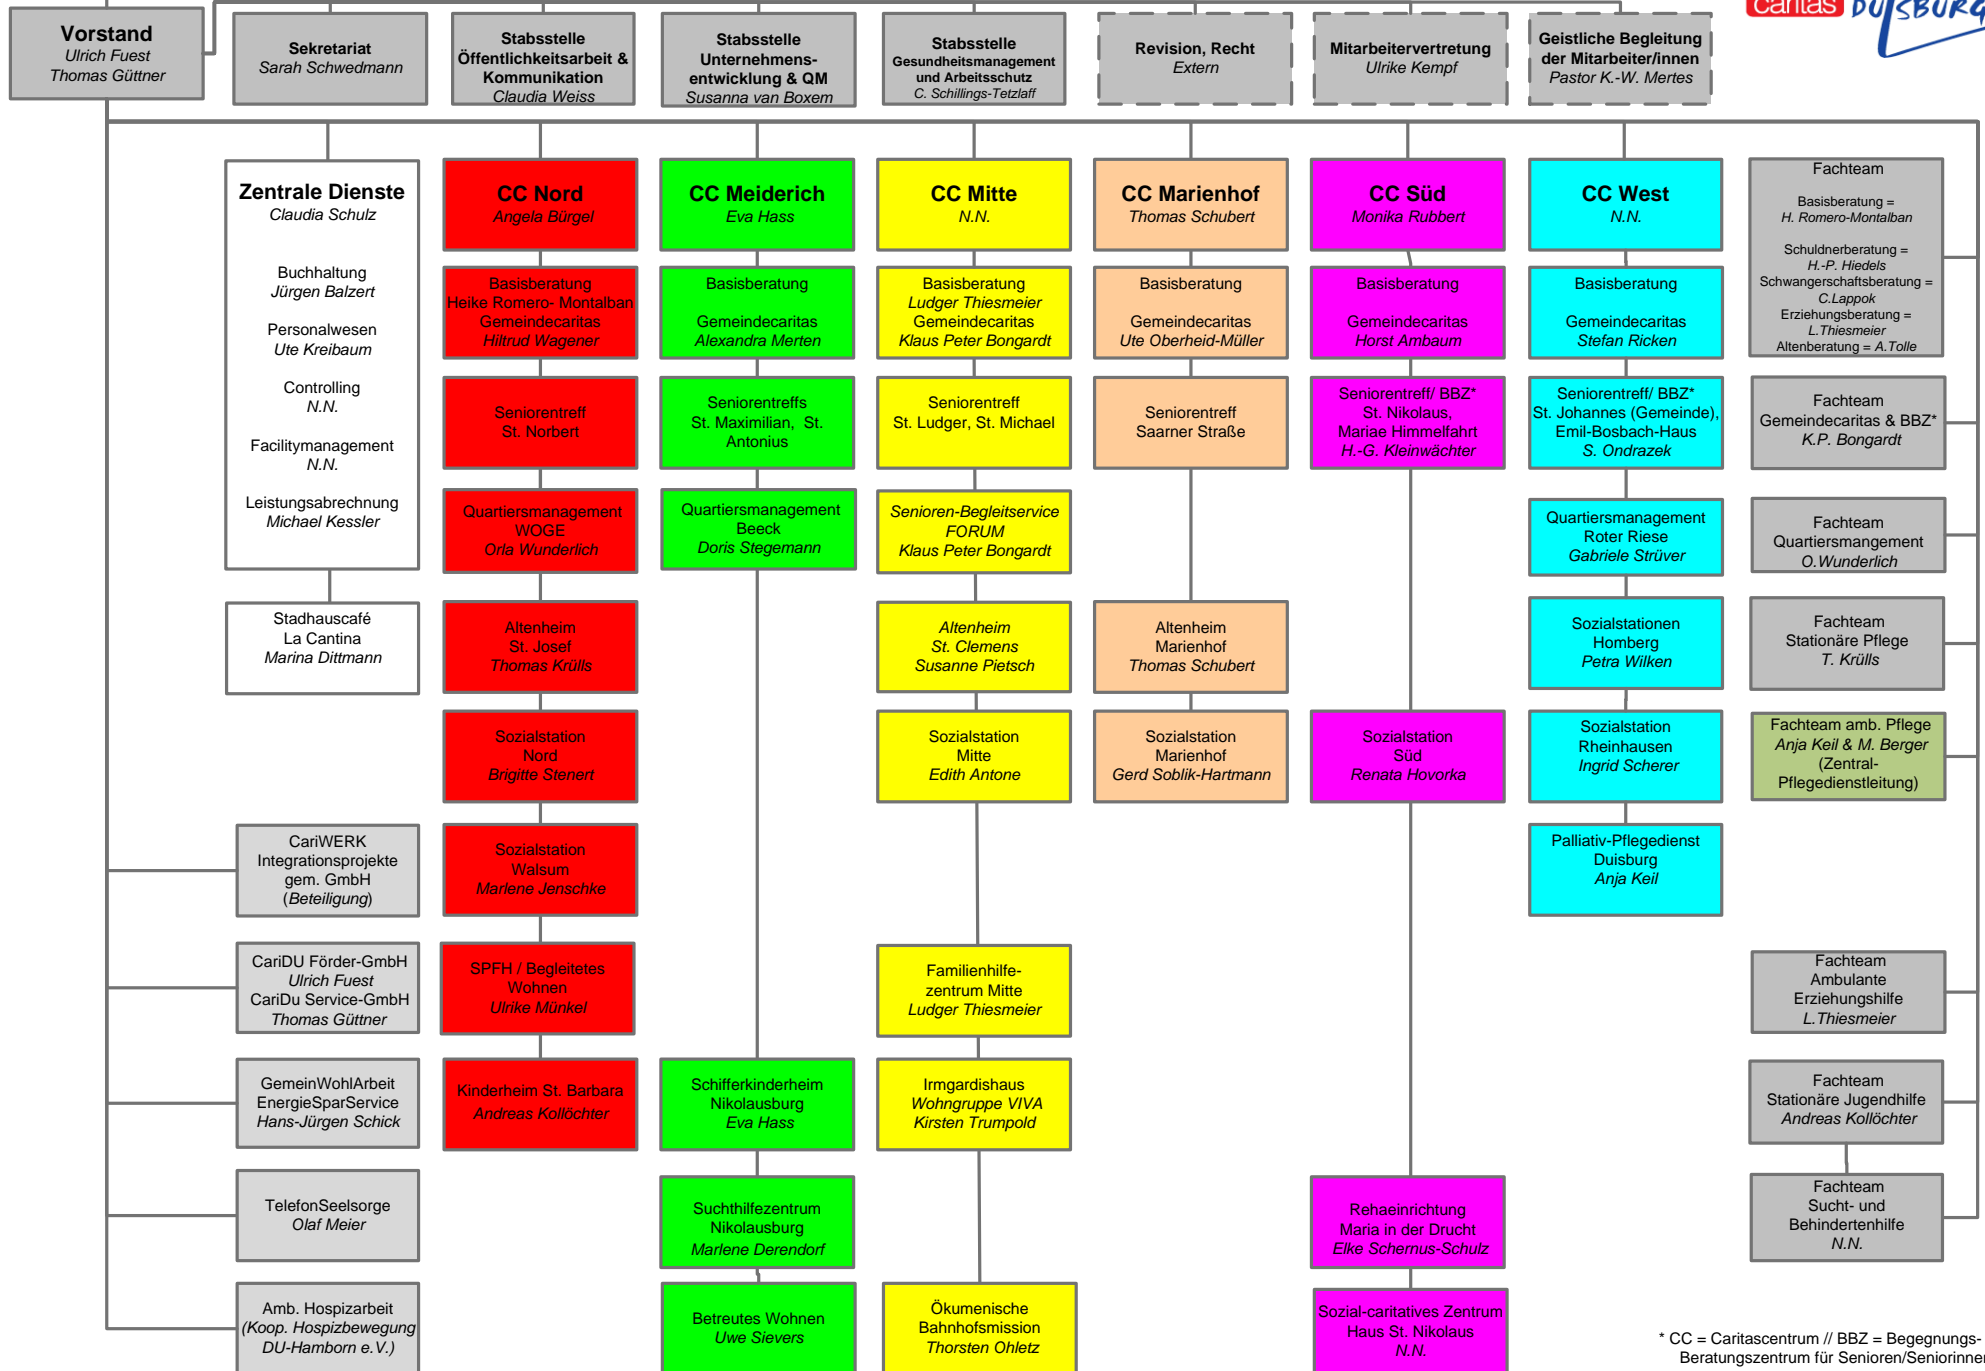 caritas DUISBURG
Vorstand
Ulrich Fuest
Thomas Güttner
Sekretariat
Sarah Schwedmann
Stabsstelle
Öffentlichkeitsarbeit &
Kommunikation
Claudia Weiss
Stabsstelle
Unternehmens-
entwicklung & QM
Susanna van Boxem
Stabsstelle
Gesundheitsmanagement
und Arbeitsschutz
C. Schillings-Tetzlaff
Revision, Recht
Extern
Mitarbeitervertretung
Ulrike Kempf
Geistliche Begleitung
der Mitarbeiter/innen
Pastor K.-W. Mertes
Zentrale Dienste
Claudia Schulz
Buchhaltung
Jürgen Balzert
Personalwesen
Ute Kreibaum
Controlling
N.N.
Facilitymanagement
N.N.
Leistungsabrechnung
Michael Kessler
Stadhauscafé
La Cantina
Marina Dittmann
CariWERK
Integrationsprojekte
gem. GmbH
(Beteiligung)
CariDU Förder-GmbH
Ulrich Fuest
CariDu Service-GmbH
Thomas Güttner
GemeinWohlArbeit
EnergieSparService
Hans-Jürgen Schick
TelefonSeelsorge
Olaf Meier
Amb. Hospizarbeit
(Koop. Hospizbewegung
DU-Hamborn e.V.)
CC Nord
Angela Bürgel
Basisberatung
Heike Romero- Montalban
Gemeindecaritas
Hiltrud Wagener
Seniorentreff
St. Norbert
Quartiersmanagement
WOGE
Orla Wunderlich
Altenheim
St. Josef
Thomas Krülls
Sozialstation
Nord
Brigitte Stenert
Sozialstation
Walsum
Marlene Jenschke
SPFH / Begleitetes
Wohnen
Ulrike Münkel
Kinderheim St. Barbara
Andreas Kollöchter
CC Meiderich
Eva Hass
Basisberatung
Gemeindecaritas
Alexandra Merten
Seniorentreffs
St. Maximilian, St.
Antonius
Quartiersmanagement
Beeck
Doris Stegemann
Schifferkinderheim
Nikolausburg
Eva Hass
Suchthilfezentrum
Nikolausburg
Marlene Derendorf
Betreutes Wohnen
Uwe Sievers
CC Mitte
N.N.
Basisberatung
Ludger Thiesmeier
Gemeindecaritas
Klaus Peter Bongardt
Seniorentreff
St. Ludger, St. Michael
Senioren-Begleitservice
FORUM
Klaus Peter Bongardt
Altenheim
St. Clemens
Susanne Pietsch
Sozialstation
Mitte
Edith Antone
Familienhilfe-
zentrum Mitte
Ludger Thiesmeier
Irmgardishaus
Wohngruppe VIVA
Kirsten Trumpold
Ökumenische
Bahnhofsmission
Thorsten Ohletz
CC Marienhof
Thomas Schubert
Basisberatung
Gemeindecaritas
Ute Oberheid-Müller
Seniorentreff
Saarner Straße
Altenheim
Marienhof
Thomas Schubert
Sozialstation
Marienhof
Gerd Soblik-Hartmann
CC Süd
Monika Rubbert
Basisberatung
Gemeindecaritas
Horst Ambaum
Seniorentreff/ BBZ*
St. Nikolaus,
Mariae Himmelfahrt
H.-G. Kleinwächter
Sozialstation
Süd
Renata Hovorka
Rehaeinrichtung
Maria in der Drucht
Elke Schernus-Schulz
Sozial-caritatives Zentrum
Haus St. Nikolaus
N.N.
CC West
N.N.
Basisberatung
Gemeindecaritas
Stefan Ricken
Seniorentreff/ BBZ*
St. Johannes (Gemeinde),
Emil-Bosbach-Haus
S. Ondrazek
Quartiersmanagement
Roter Riese
Gabriele Strüver
Sozialstationen
Homberg
Petra Wilken
Sozialstation
Rheinhausen
Ingrid Scherer
Palliativ-Pflegedienst
Duisburg
Anja Keil
Fachteam
Basisberatung =
H. Romero-Montalban
Schuldnerberatung =
H.-P. Hiedels
Schwangerschaftsberatung =
C.Lappok
Erziehungsberatung =
L.Thiesmeier
Altenberatung = A.Tolle
Fachteam
Gemeindecaritas & BBZ*
K.P. Bongardt
Fachteam
Quartiersmangement
O.Wunderlich
Fachteam
Stationäre Pflege
T. Krülls
Fachteam amb. Pflege
Anja Keil & M. Berger
(Zentral-
Pflegedienstleitung)
Fachteam
Ambulante
Erziehungshilfe
L.Thiesmeier
Fachteam
Stationäre Jugendhilfe
Andreas Kollöchter
Fachteam
Sucht- und
Behindertenhilfe
N.N.
* CC = Caritascentrum // BBZ = Begegnungs-
Beratungszentrum für Senioren/Seniorinnen